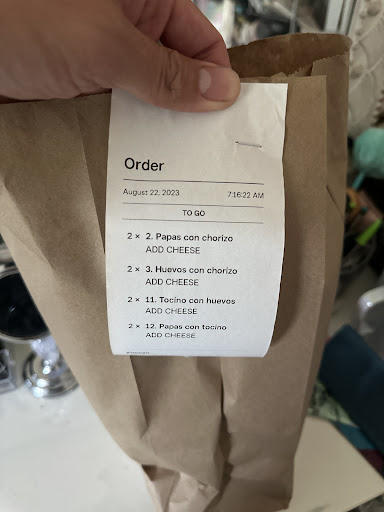 Order
August 22, 2023 7:16:22 AM
TO GO
2 × 2. Papas con chorizo
ADD CHEESE
2 × 3. Huevos con chorizo
ADD CHEESE
2 × 11. Tocino con huevos
ADD CHEESE
2 × 12. Papas con tocino
ADD CHEESE